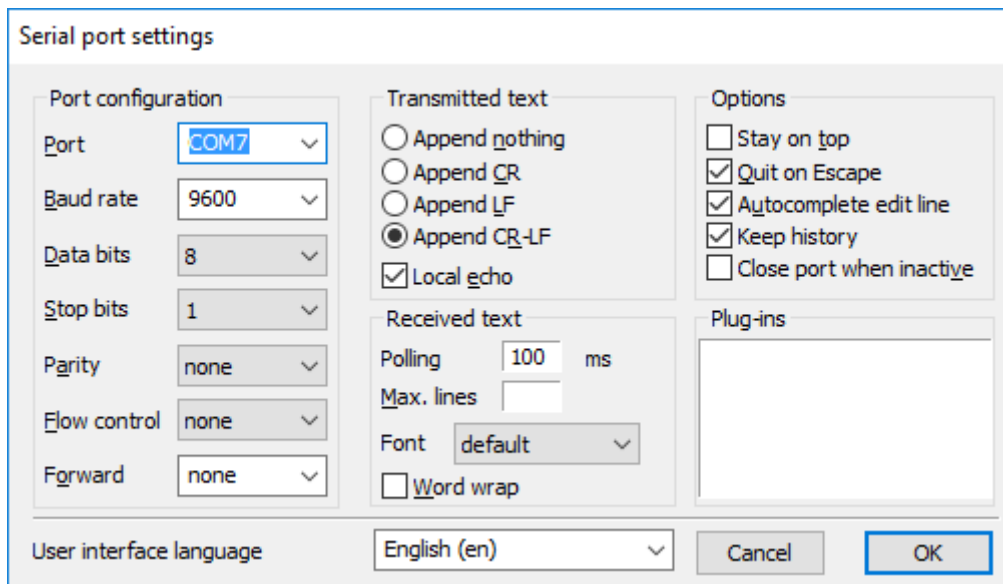 Serial port settings
Port configuration
Port COM7
Baud rate 9600
Data bits 8
Stop bits 1
Parity none
Flow control none
Forward none
Transmitted text
Append nothing
Append CR
Append LF
Append CR-LF
Local echo
Received text
Polling 100 ms
Max. lines
Font default
Word wrap
Options
Stay on top
Quit on Escape
Autocomplete edit line
Keep history
Close port when inactive
Plug-ins
User interface language English (en) Cancel OK